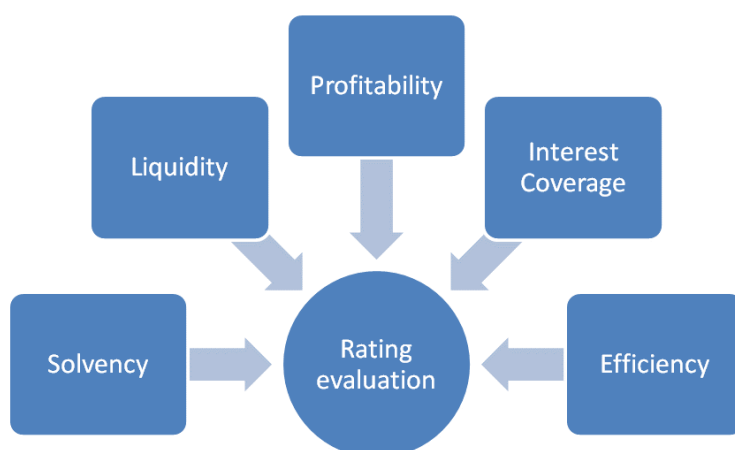 Profitability
Liquidity
Interest
Coverage
Solvency
Rating
evaluation
Efficiency